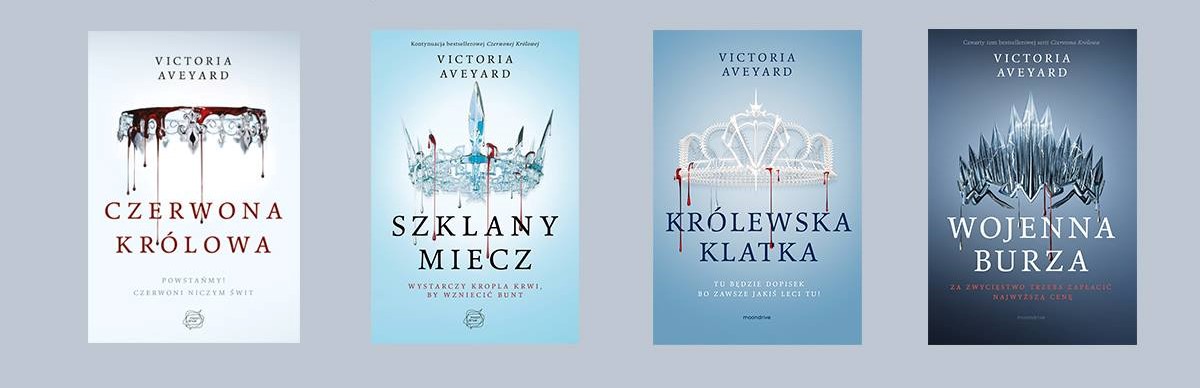 VICTORIA
AVEYARD
CZERWONA
KRÓLOWA
POWSTAŃMY!
CZERWONI NICZYM ŚWIT
Kontynuacja bestsellerowej Czerwonej Królowej
VICTORIA
AVEYARD
SZKLANY
MIECZ
WYSTARCZY KROPLA KRWI,
BY WZNIECIĆ BUNT
VICTORIA
AVEYARD
KRÓLEWSKA
KLATKA
TU BĘDZIE DOPISEK
BO ZAWSZE JAKIŚ LECI TU!
moondrive
Czwarty tom bestsellerowej serii Czerwona Królowa
VICTORIA
AVEYARD
WOJENNA
BURZA
ZA ZWYCIĘSTWO TRZEBA ZAPŁACIĆ
NAJWYŻSZĄ CENĘ
moondrive